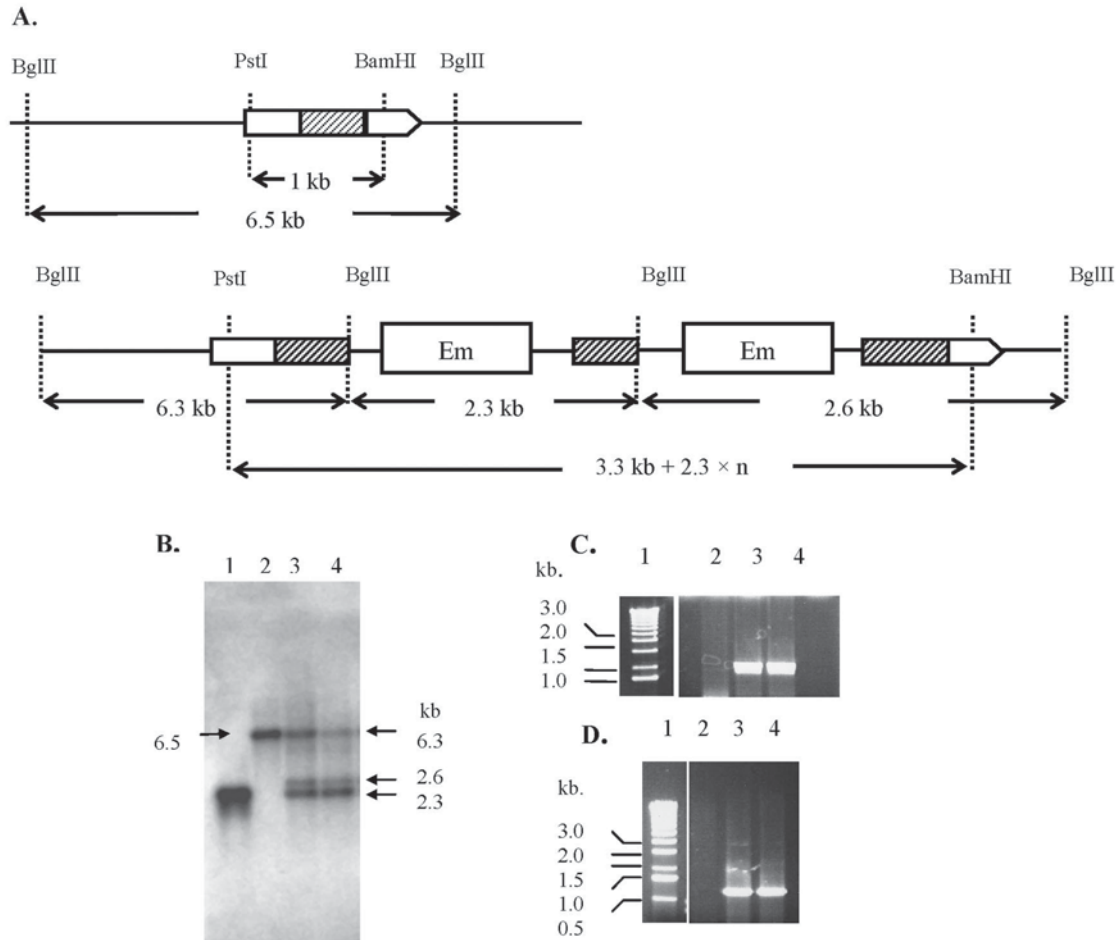 A.
BglII PstI BamHI BglII
1 kb
6.5 kb
BglII PstI BglII BglII BamHI BglII
Em Em
6.3 kb 2.3 kb 2.6 kb
3.3 kb + 2.3 × n
B.
1 2 3 4
6.5
kb
6.3
2.6
2.3
C.
1 2 3 4
kb.
3.0
2.0
1.5
1.0
D.
1 2 3 4
3.0
2.0
1.5
1.0
0.5
kb.